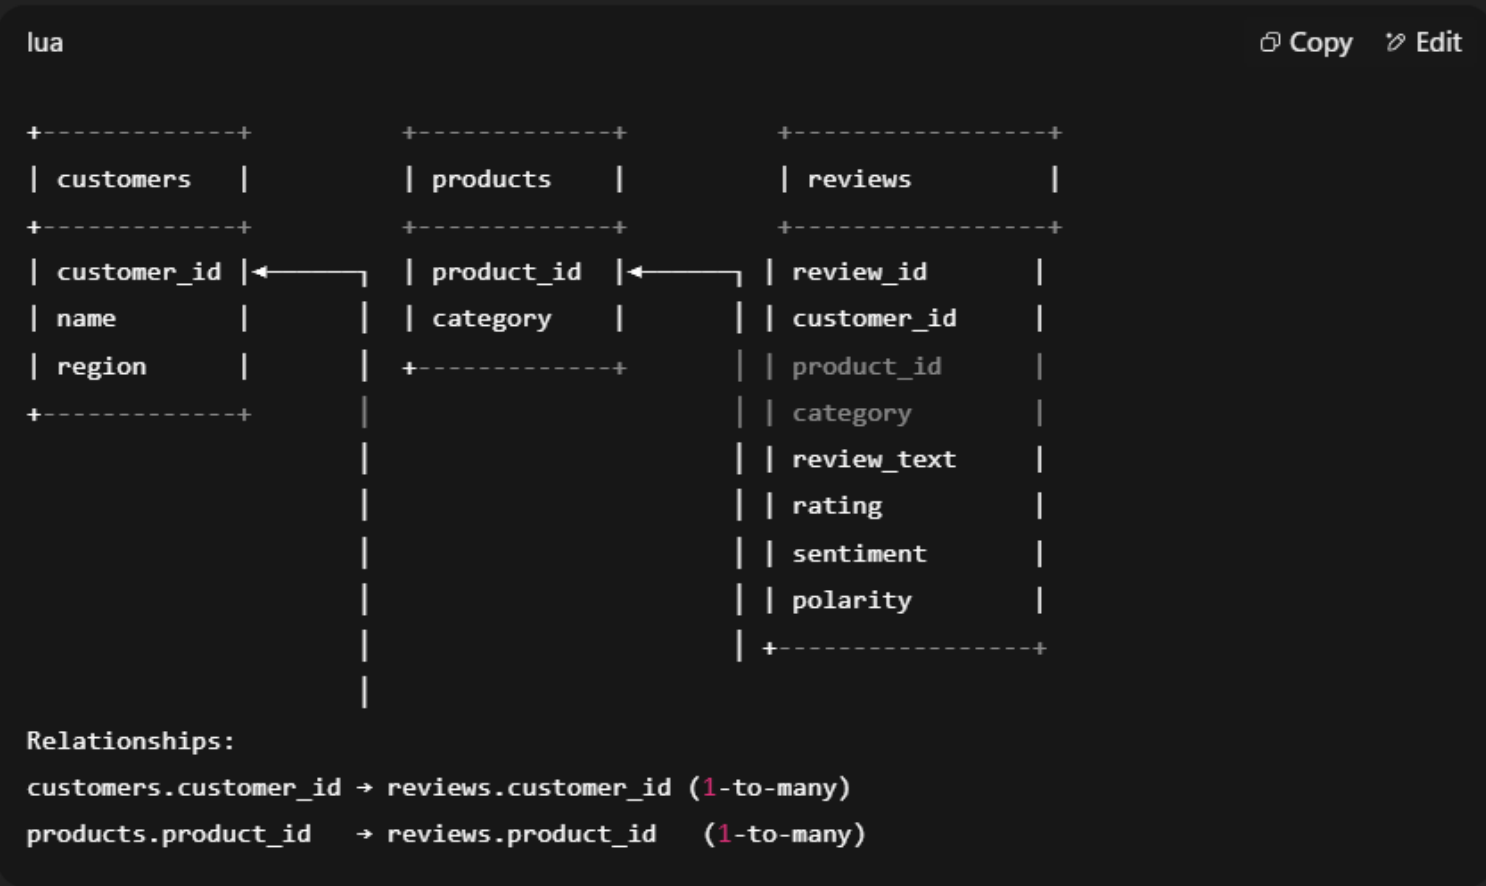 lua
Copy Edit
+-------------+ +-------------+ +-----------------+
| customers | | products | | reviews |
+-------------+ +-------------+ +-----------------+
| customer_id |◄──────┐ | product_id |◄──────┐ | review_id |
| name | │ | category | │ | customer_id |
| region | │ +-------------+ │ | product_id |
+-------------+ │ │ | category |
│ │ | review_text |
│ │ | rating |
│ │ | sentiment |
│ │ | polarity |
│ │ +-----------------+
│
Relationships:
customers.customer_id → reviews.customer_id (1-to-many)
products.product_id → reviews.product_id (1-to-many)